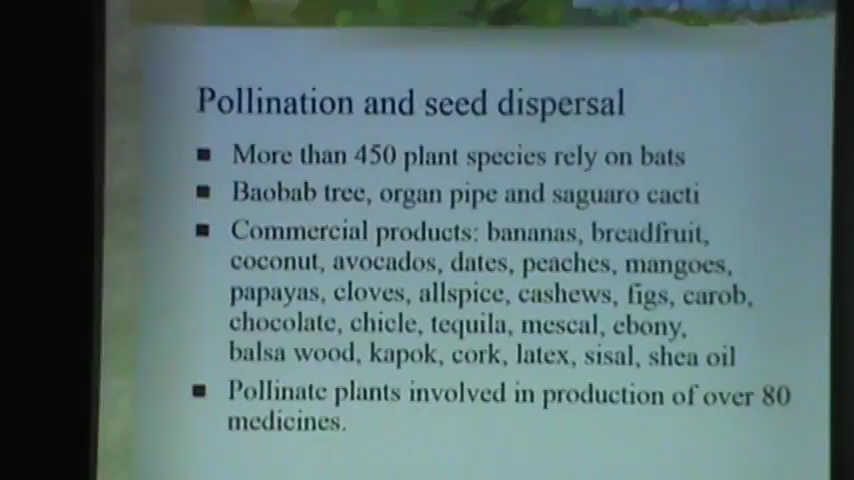 Pollination and seed dispersal
■ More than 450 plant species rely on bats
■ Baobab tree, organ pipe and saguaro cacti
■ Commercial products: bananas, breadfruit,
coconut, avocados, dates, peaches, mangoes,
papayas, cloves, allspice, cashews, figs, carob,
chocolate, chicle, tequila, mescal, ebony,
balsa wood, kapok, cork, latex, sisal, shea oil
■ Pollinate plants involved in production of over 80
medicines.